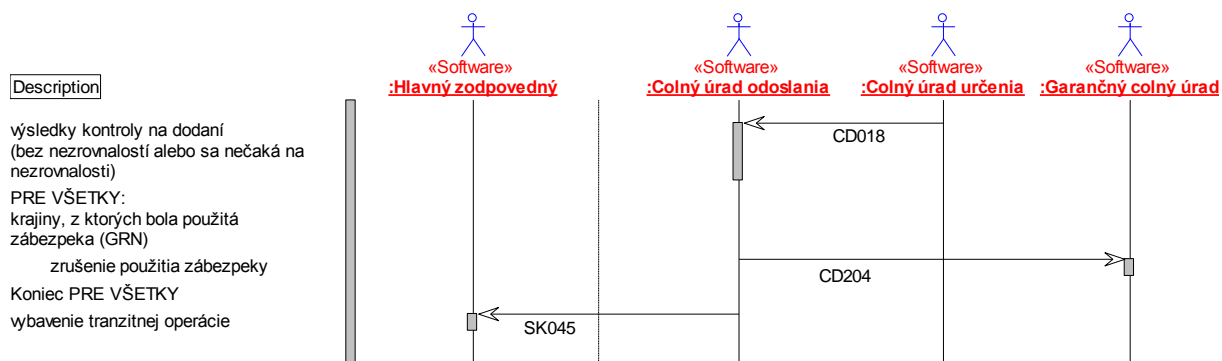 «Software» «Software» «Software» «Software»
:Hlavný zodpovedný :Colný úrad odoslania :Colný úrad určenia :Garančný colný úrad
Description
výsledky kontroly na dodaní
(bez nezrovnalostí alebo sa nečaká na
nezrovnalosti)
CD018
PRE VŠETKY:
krajiny, z ktorých bola použitá
zábezpeka (GRN)
zrušenie použitia zábezpeky
CD204
Koniec PRE VŠETKY
vybavenie tranzitnej operácie
SK045